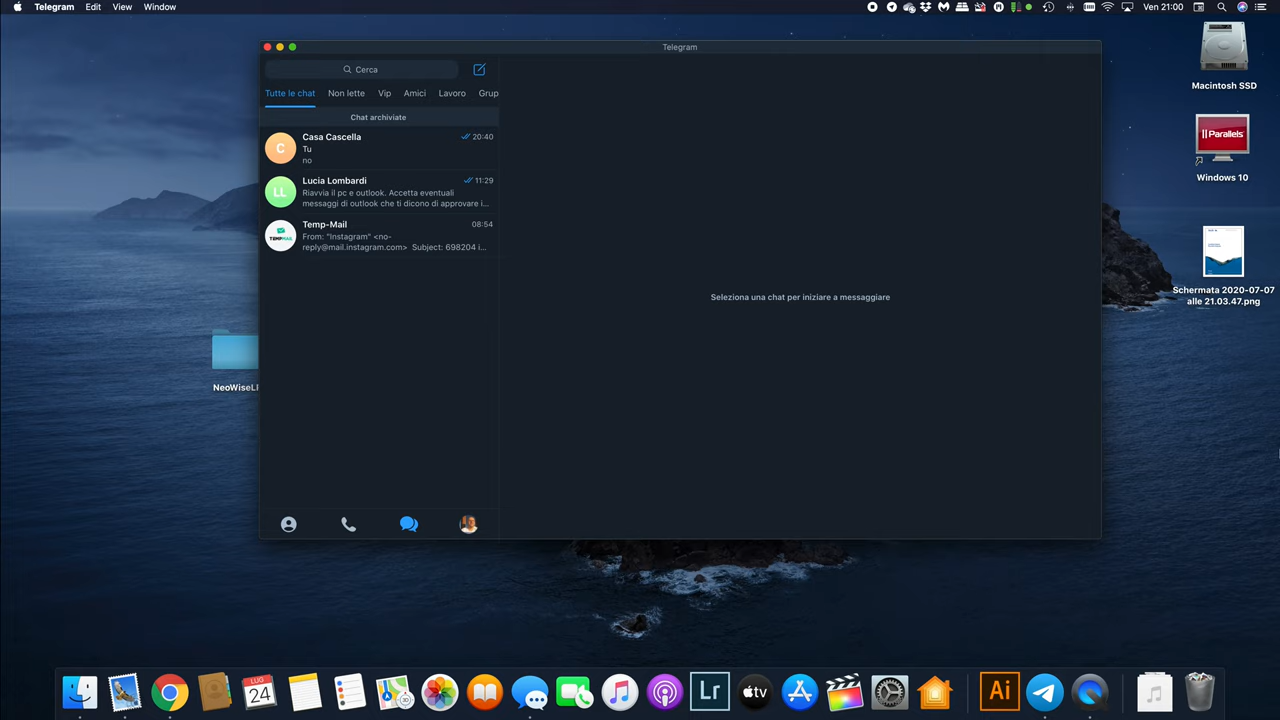 Telegram Edit View Window
Ven 21:00
Telegram
Cerca
Tutte le chat Non lette Vip Amici Lavoro Grup
Chat archiviate
C
Casa Cascella 20:40
Tu
no
LL
Lucia Lombardi 11:29
Riavvia il pc e outlook. Accetta eventuali
messaggi di outlook che ti dicono di approvare i...
TEMPMAIL
Temp-Mail 08:54
From: "Instagram" <no-
reply@mail.instagram.com> Subject: 698204 i...
Seleziona una chat per iniziare a messaggiare
NeoWiseLI
Macintosh SSD
Parallels
Windows 10
Schermata 2020-07-07
alle 21.03.47.png
LUG
24
Lr
tv
Ai